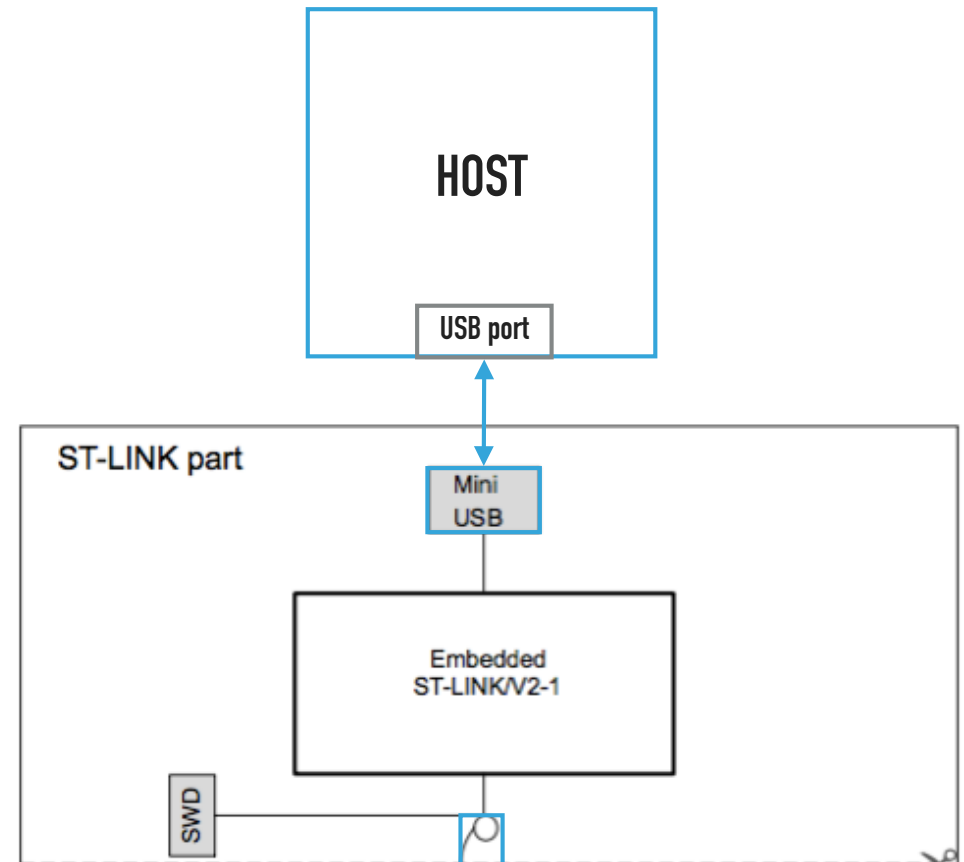 HOST
USB port
ST-LINK part
Mini
USB
Embedded
ST-LINK/V2-1
SWD